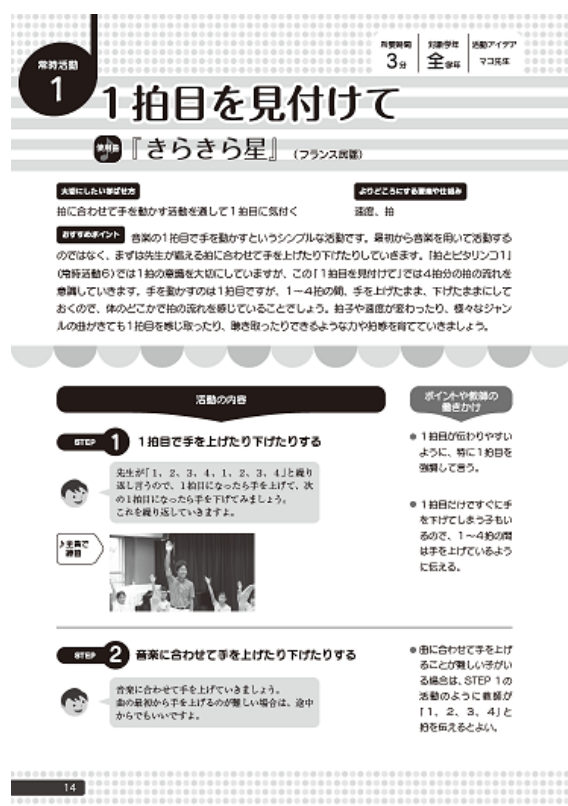 常時活動
1
所要時間
3分
対象学年
全学年
活動アイデア
マコ先生
1拍目を見付けて
使用曲
『きらきら星』（フランス民謡）
大切にしたい学ばせ方
拍に合わせて手を動かす活動を通して1拍目に気付く
よりどころにする要素や仕組み
速度、拍
おすすめポイント 音楽の1拍目で手を動かすというシンプルな活動です。最初から音楽を用いて活動する
のではなく、まずは先生が唱える拍に合わせて手を上げたり下げたりしていきます。「拍とピタリンコ1」
（常時活動6）では1拍の意識を大切にしていますが、この「1拍目を見付けて」では4拍分の拍の流れを
意識していきます。手を動かすのは1拍目ですが、1～4拍の間、手を上げたまま、下げたままにして
おくので、体のどこかで拍の流れを感じていることでしょう。拍子や速度が変わったり、様々なジャン
ルの曲がきても1拍目を感じ取ったり、聴き取ったりできるような力や拍感を育てていきましょう。
活動の内容
ポイントや教師の
働きかけ
STEP 1 1拍目で手を上げたり下げたりする
先生が「1、2、3、4、1、2、3、4」と繰り
返し言うので、1拍目になったら手を上げて、次
の1拍目になったら手を下げてみましょう。
これを繰り返していきますよ。
♪全員で
練習
● 1拍目が伝わりやすい
ように、特に1拍目を
強調して言う。
● 1拍目だけですぐに手
を下げてしまう子もい
るので、1～4拍の間
は手を上げているよう
に伝える。
STEP 2 音楽に合わせて手を上げたり下げたりする
音楽に合わせて手を上げていきましょう。
曲の最初から手を上げるのが難しい場合は、途中
からでもいいですよ。
● 曲に合わせて手を上げ
ることが難しい子がい
る場合は、STEP 1の
活動のように教師が
「1、2、3、4」と
拍を伝えるとよい。
14